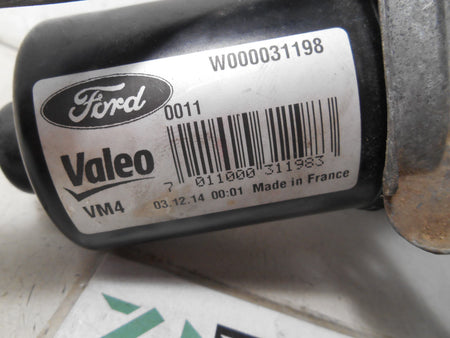 W000031198
Ford
0011
Valeo
7 011000 311983
VM4
03.12.14 00:01 Made in France